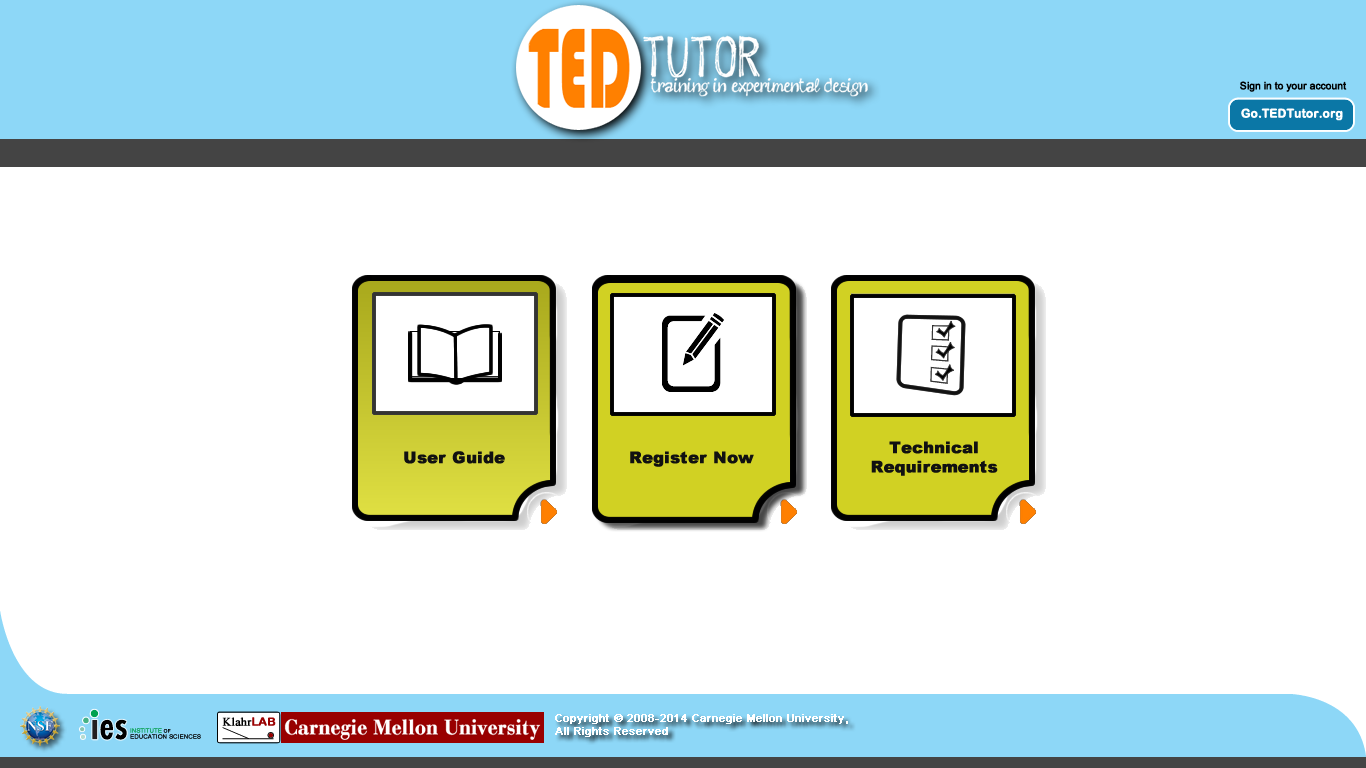 TED TUTOR
training in experimental design
Sign in to your account
Go.TEDTutor.org
User Guide
Register Now
Technical
Requirements
NSF
ies INSTITUTE OF
EDUCATION SCIENCES
KlahrLAB
Carnegie Mellon University
Copyright © 2008-2014 Carnegie Mellon University,
All Rights Reserved